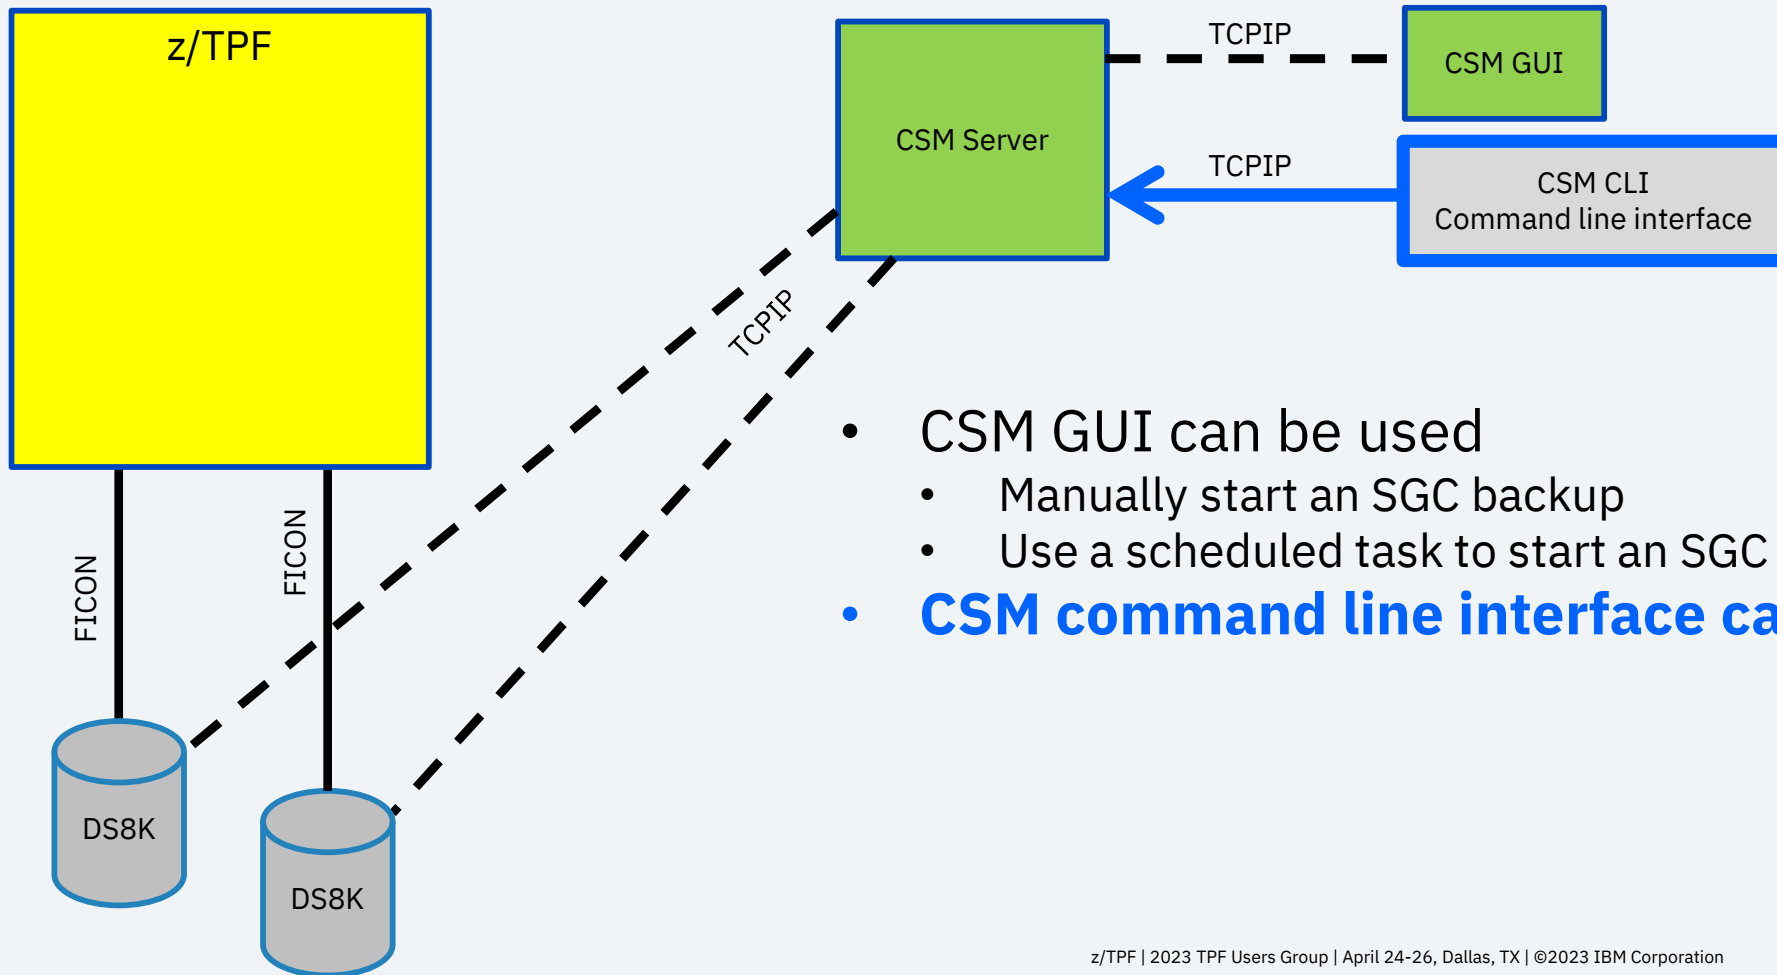 z/TPF
TCPIP
CSM GUI
CSM Server
TCPIP
CSM CLI
Command line interface
TCPIP
• CSM GUI can be used
• Manually start an SGC backup
• Use a scheduled task to start an SGC
• CSM command line interface ca
FICON
FICON
DS8K
DS8K
z/TPF | 2023 TPF Users Group | April 24-26, Dallas, TX | ©2023 IBM Corporation